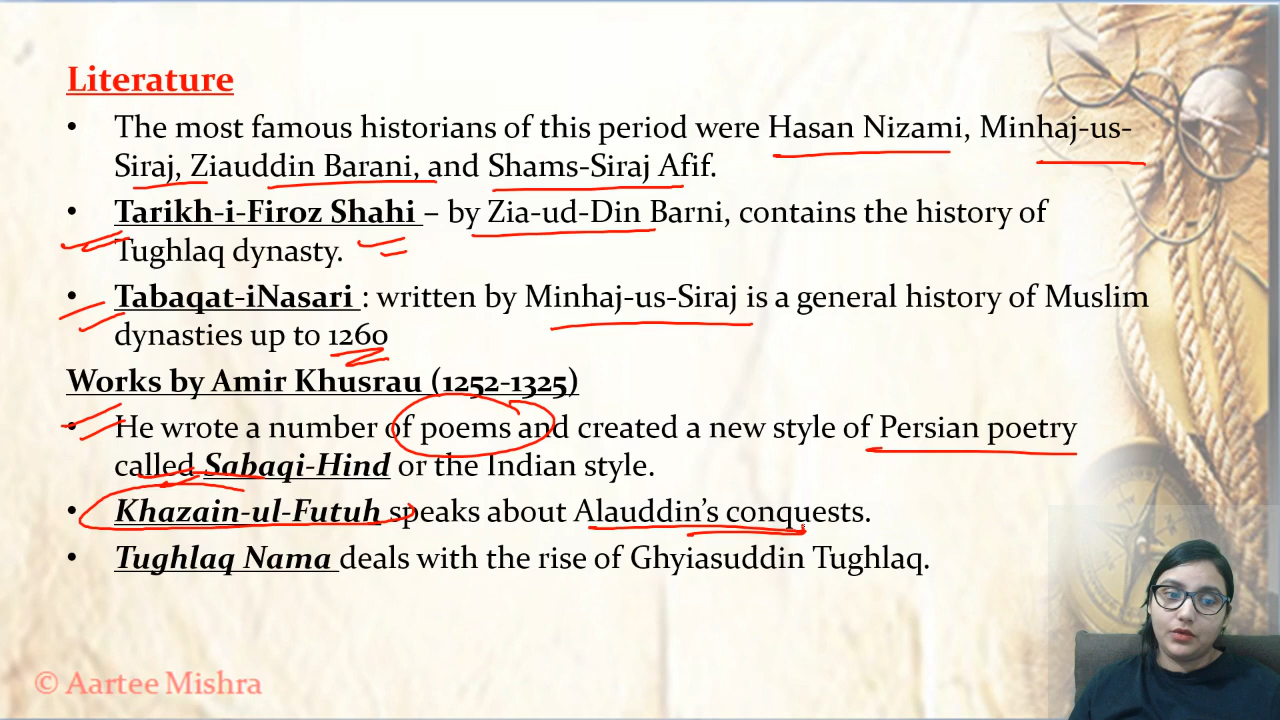 Literature
• The most famous historians of this period were Hasan Nizami, Minhaj-us-
Siraj, Ziauddin Barani, and Shams-Siraj Afif.
• Tarikh-i-Firoz Shahi – by Zia-ud-Din Barni, contains the history of
Tughlaq dynasty.
• Tabaqat-iNasari : written by Minhaj-us-Siraj is a general history of Muslim
dynasties up to 1260
Works by Amir Khusrau (1252-1325)
• He wrote a number of poems and created a new style of Persian poetry
called Sabaqi-Hind or the Indian style.
• Khazain-ul-Futuh speaks about Alauddin’s conquests.
• Tughlaq Nama deals with the rise of Ghyiasuddin Tughlaq.
© Aartee Mishra